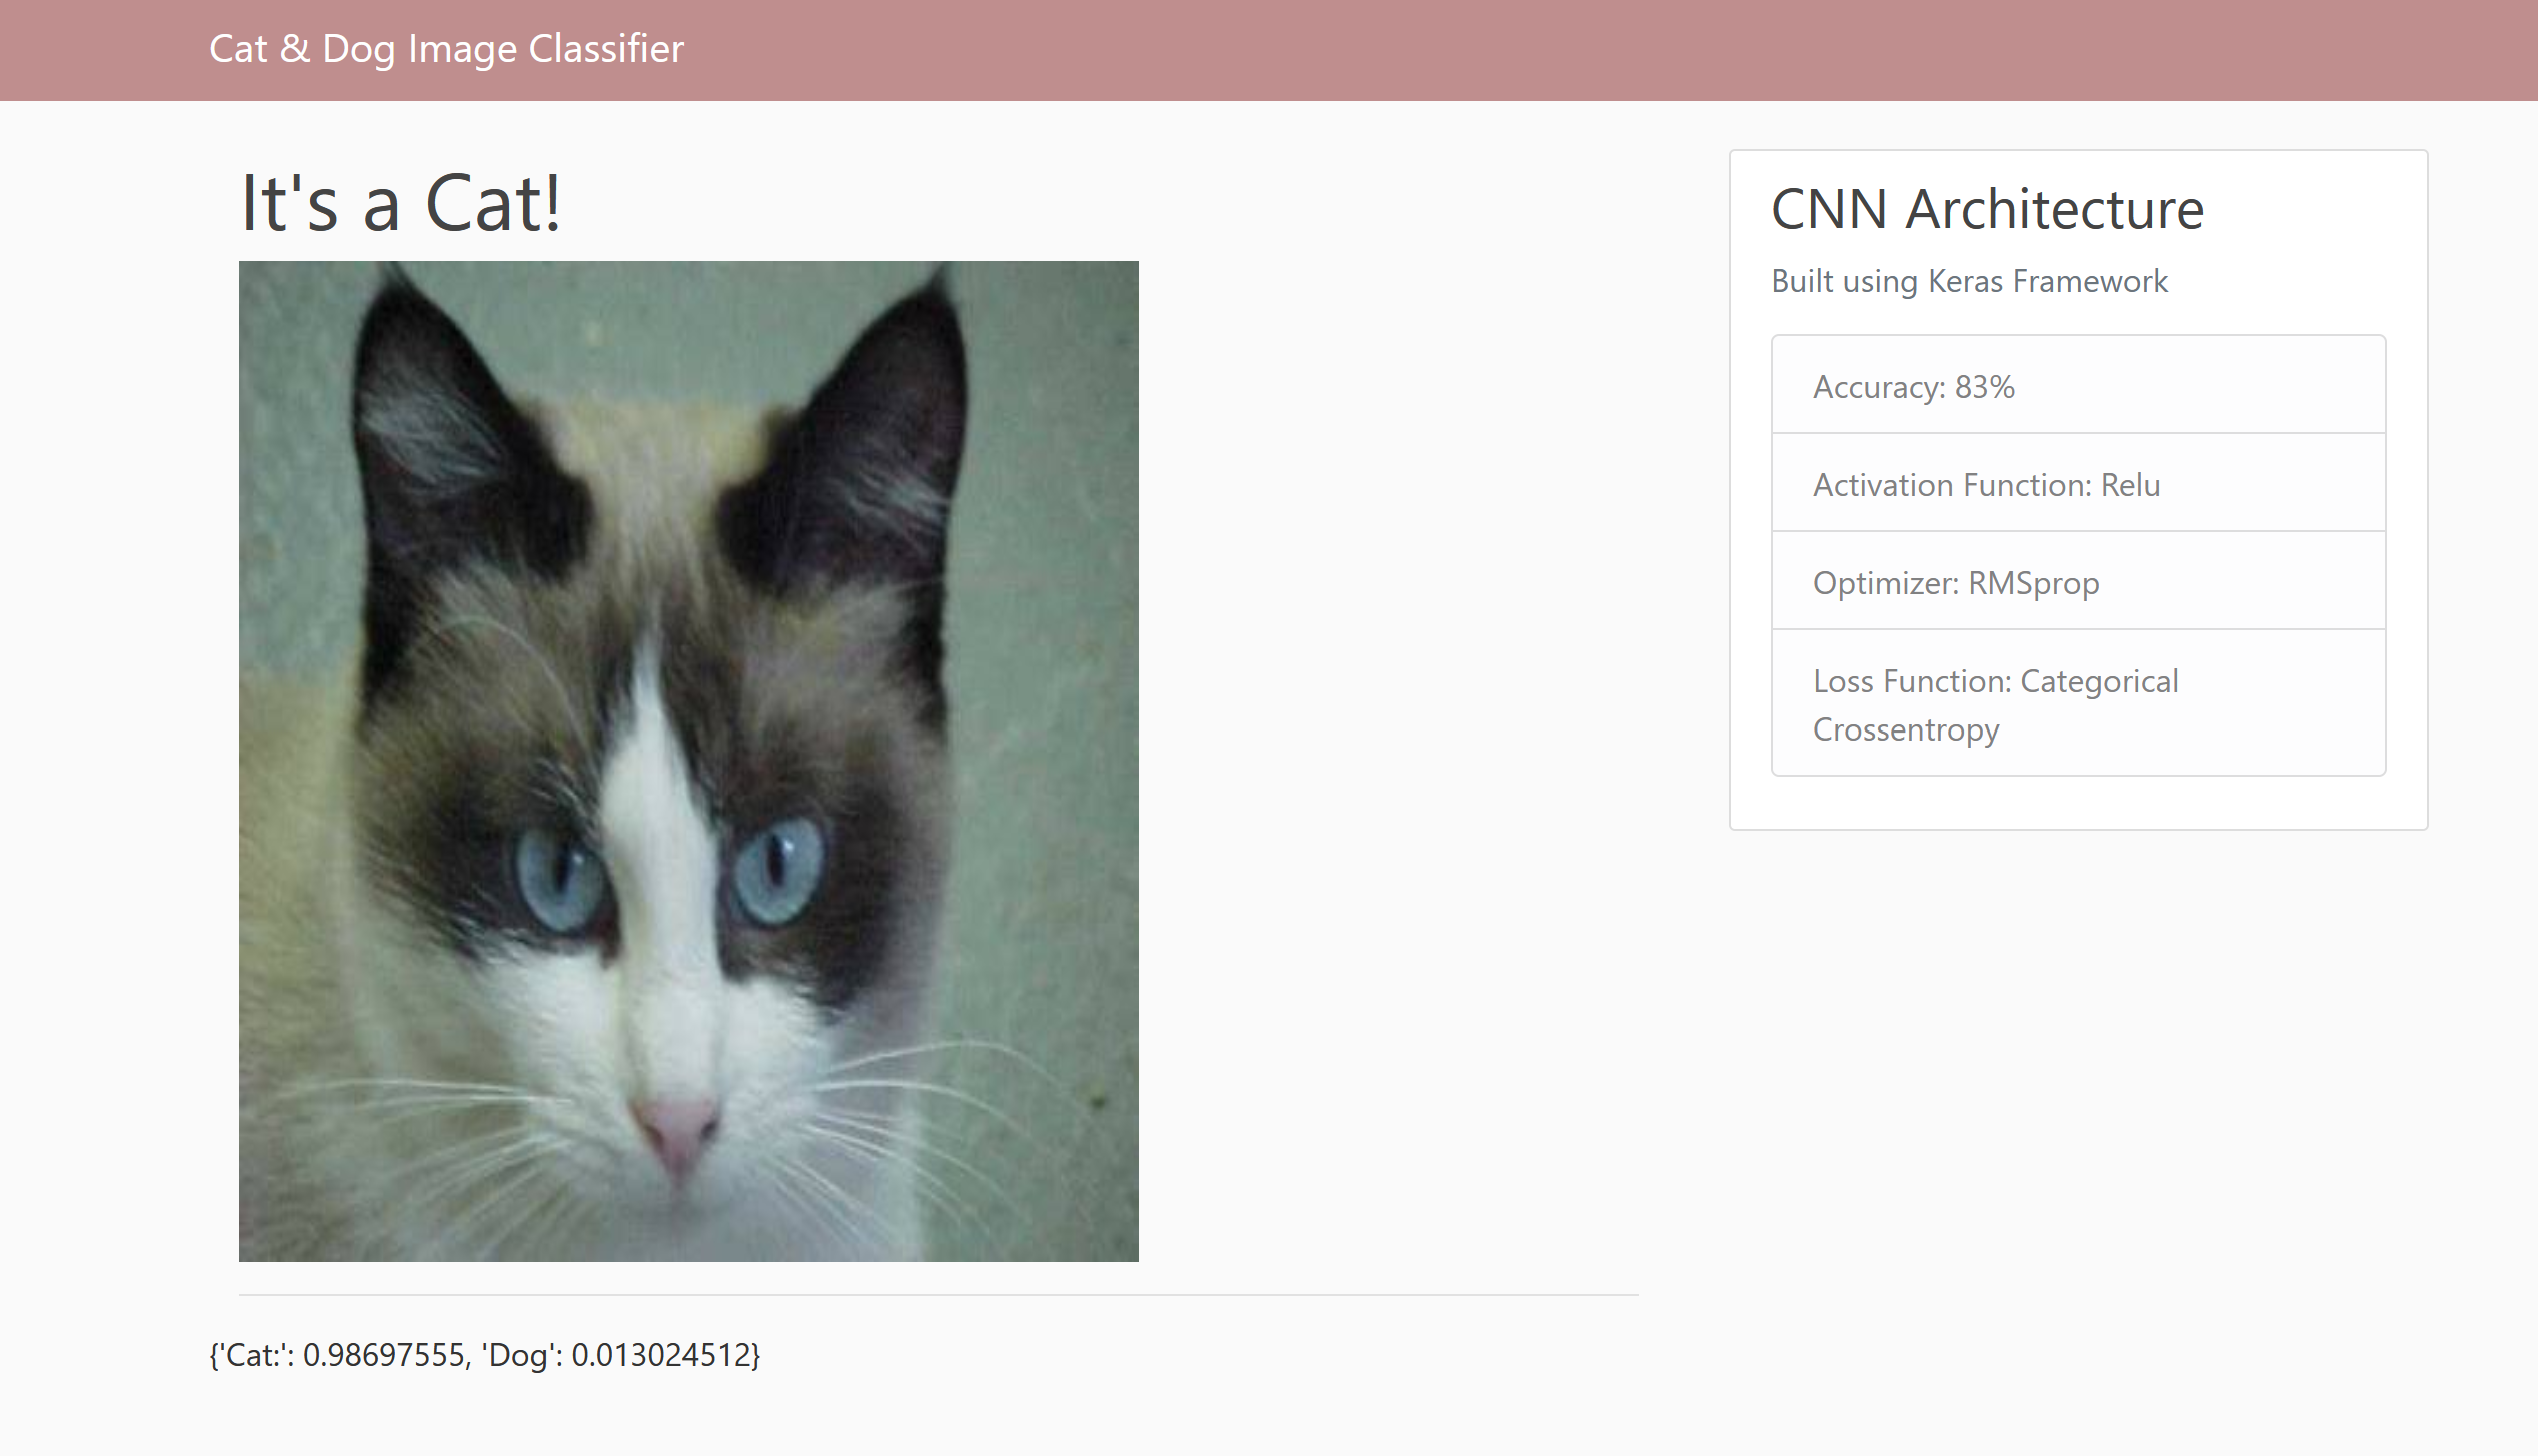 Cat & Dog Image Classifier
It's a Cat!
{'Cat:': 0.98697555, 'Dog': 0.013024512}
CNN Architecture
Built using Keras Framework
Accuracy: 83%
Activation Function: Relu
Optimizer: RMSprop
Loss Function: Categorical
Crossentropy